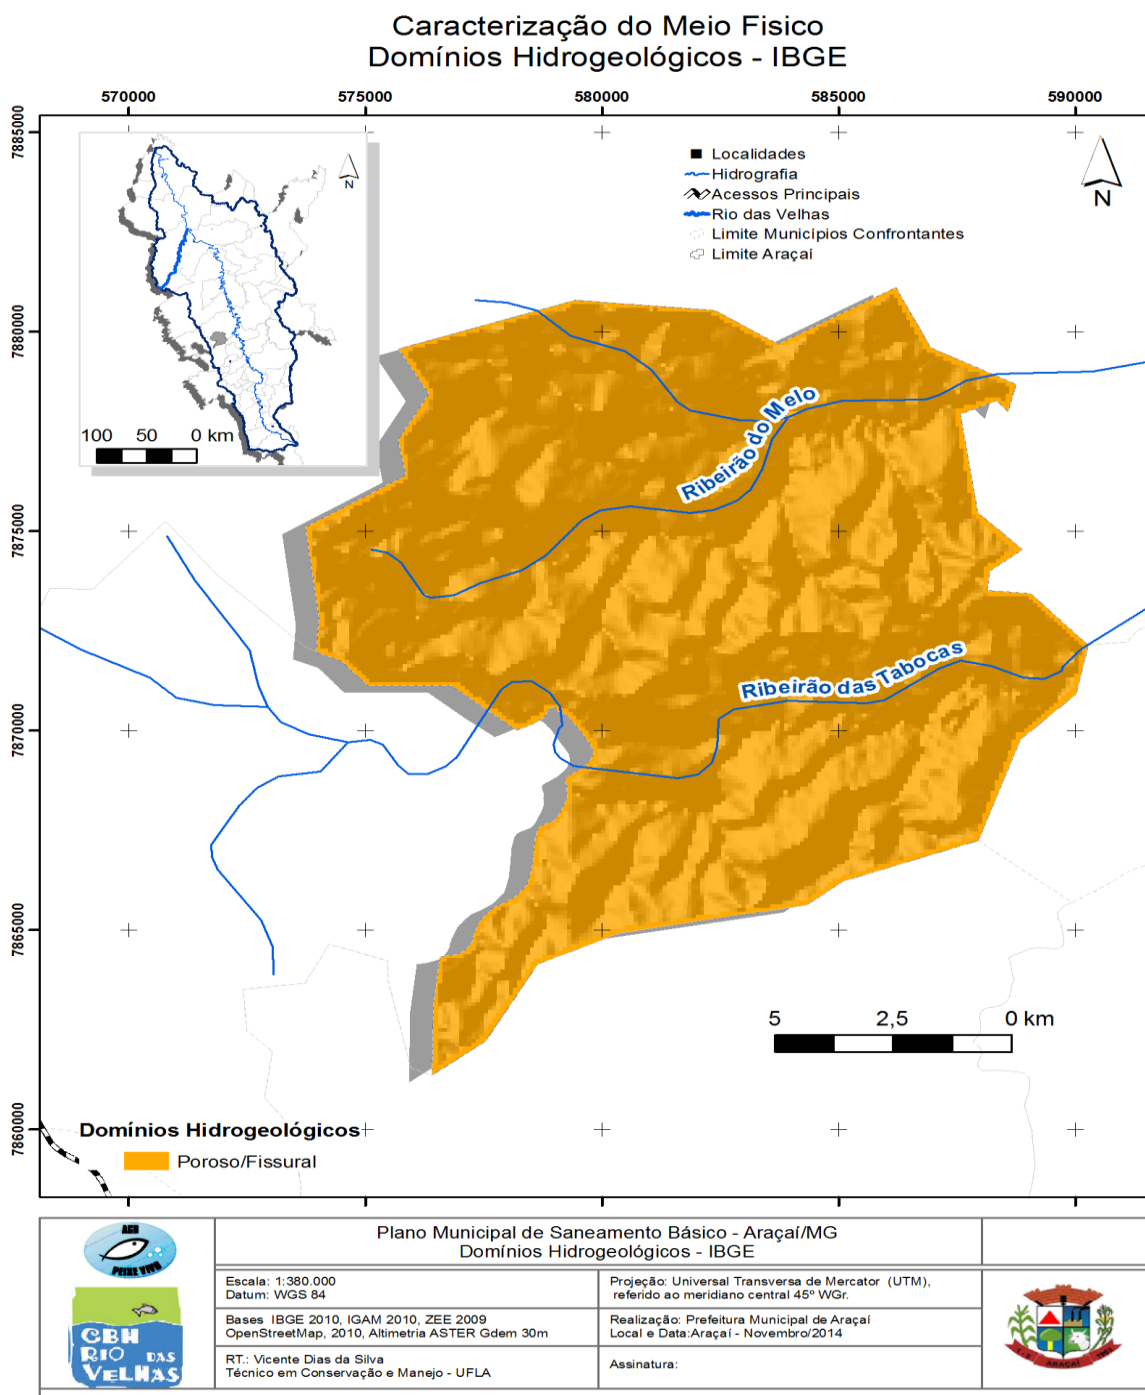 Caracterização do Meio Fisico
Domínios Hidrogeológicos - IBGE
570000
575000
580000
585000
590000
7885000
7880000
7875000
7870000
7865000
7860000
N
100 50 0 km
Localidades
Hidrografia
Acessos Principais
Rio das Velhas
Limite Municípios Confrontantes
Limite Araçaí
N
Ribeirão do Melo
Ribeirão das Tabocas
5 2,5 0 km
Domínios Hidrogeológicos
Poroso/Fissural
AGB
PEIXE VIVO
CBH
RIO DAS
VELHAS
Plano Municipal de Saneamento Básico - Araçaí/MG
Domínios Hidrogeológicos - IBGE
Escala: 1:380.000
Datum: WGS 84
Projeção: Universal Transversa de Mercator (UTM),
referido ao meridiano central 45º WGr.
Bases IBGE 2010, IGAM 2010, ZEE 2009
OpenStreetMap, 2010, Altimetria ASTER Gdem 30m
Realização: Prefeitura Municipal de Araçaí
Local e Data:Araçaí - Novembro/2014
RT.: Vicente Dias da Silva
Técnico em Conservação e Manejo - UFLA
Assinatura:
ARAÇAÍ